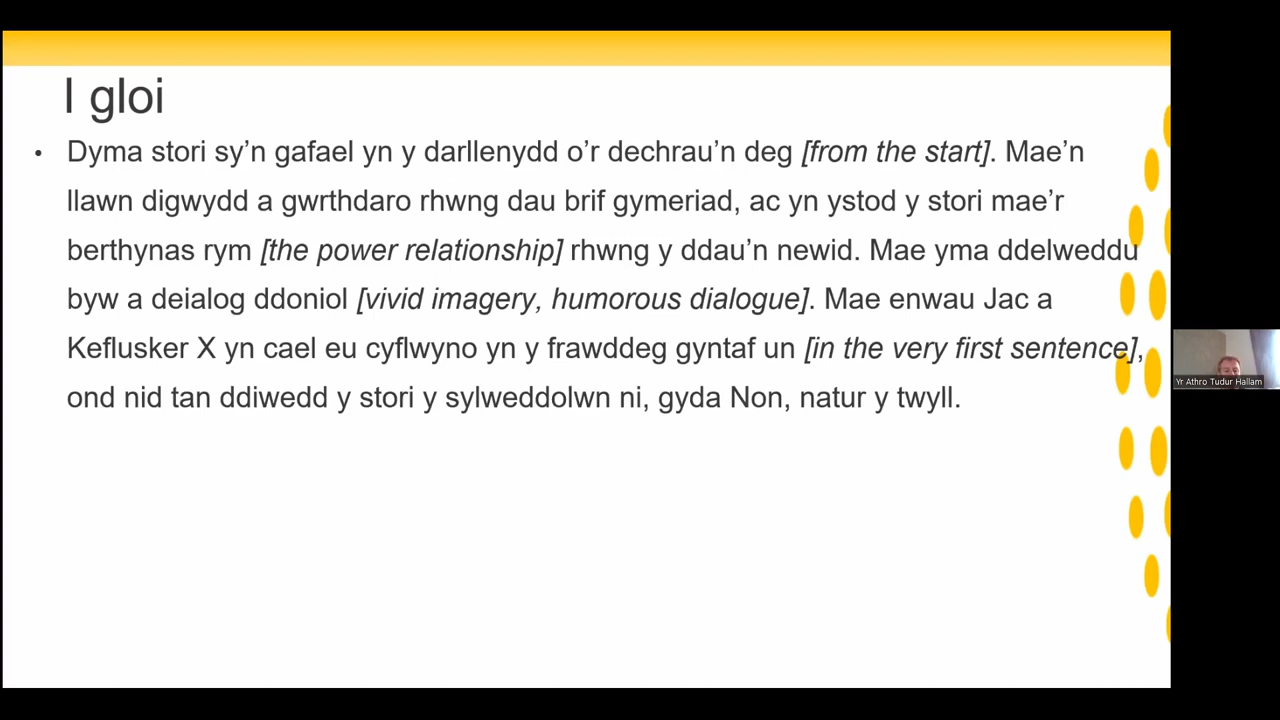 I gloi
• Dyma stori sy'n gafael yn y darllenydd o'r dechrau'n deg [from the start]. Mae'n
llawn digwydd a gwrthdaro rhwng dau brif gymeriad, ac yn ystod y stori mae'r
berthynas rym [the power relationship] rhwng y ddau'n newid. Mae yma ddelweddu
byw a deialog ddoniol [vivid imagery, humorous dialogue]. Mae enwau Jac a
Keflusker X yn cael eu cyflwyno yn y frawddeg gyntaf un [in the very first sentence],
ond nid tan ddiwedd y stori y sylweddolwn ni, gyda Non, natur y twyll.
Yr Athro Tudur Hallam